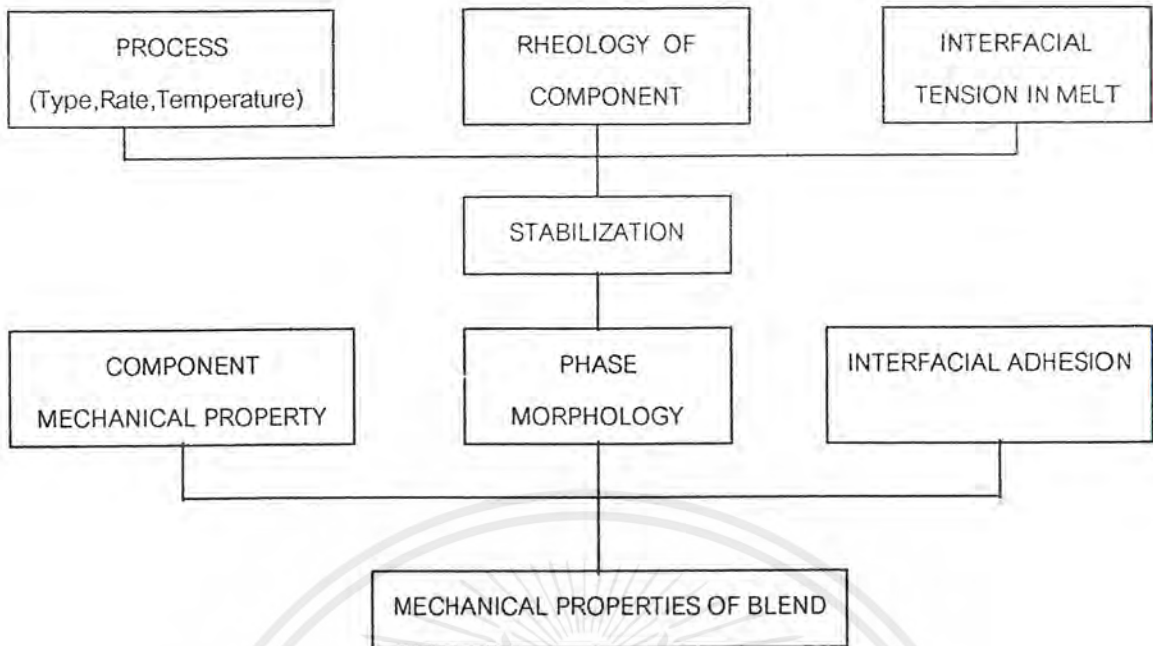 PROCESS
(Type,Rate,Temperature)
RHEOLOGY OF
COMPONENT
INTERFACIAL
TENSION IN MELT
STABILIZATION
COMPONENT
MECHANICAL PROPERTY
PHASE
MORPHOLOGY
INTERFACIAL ADHESION
MECHANICAL PROPERTIES OF BLEND